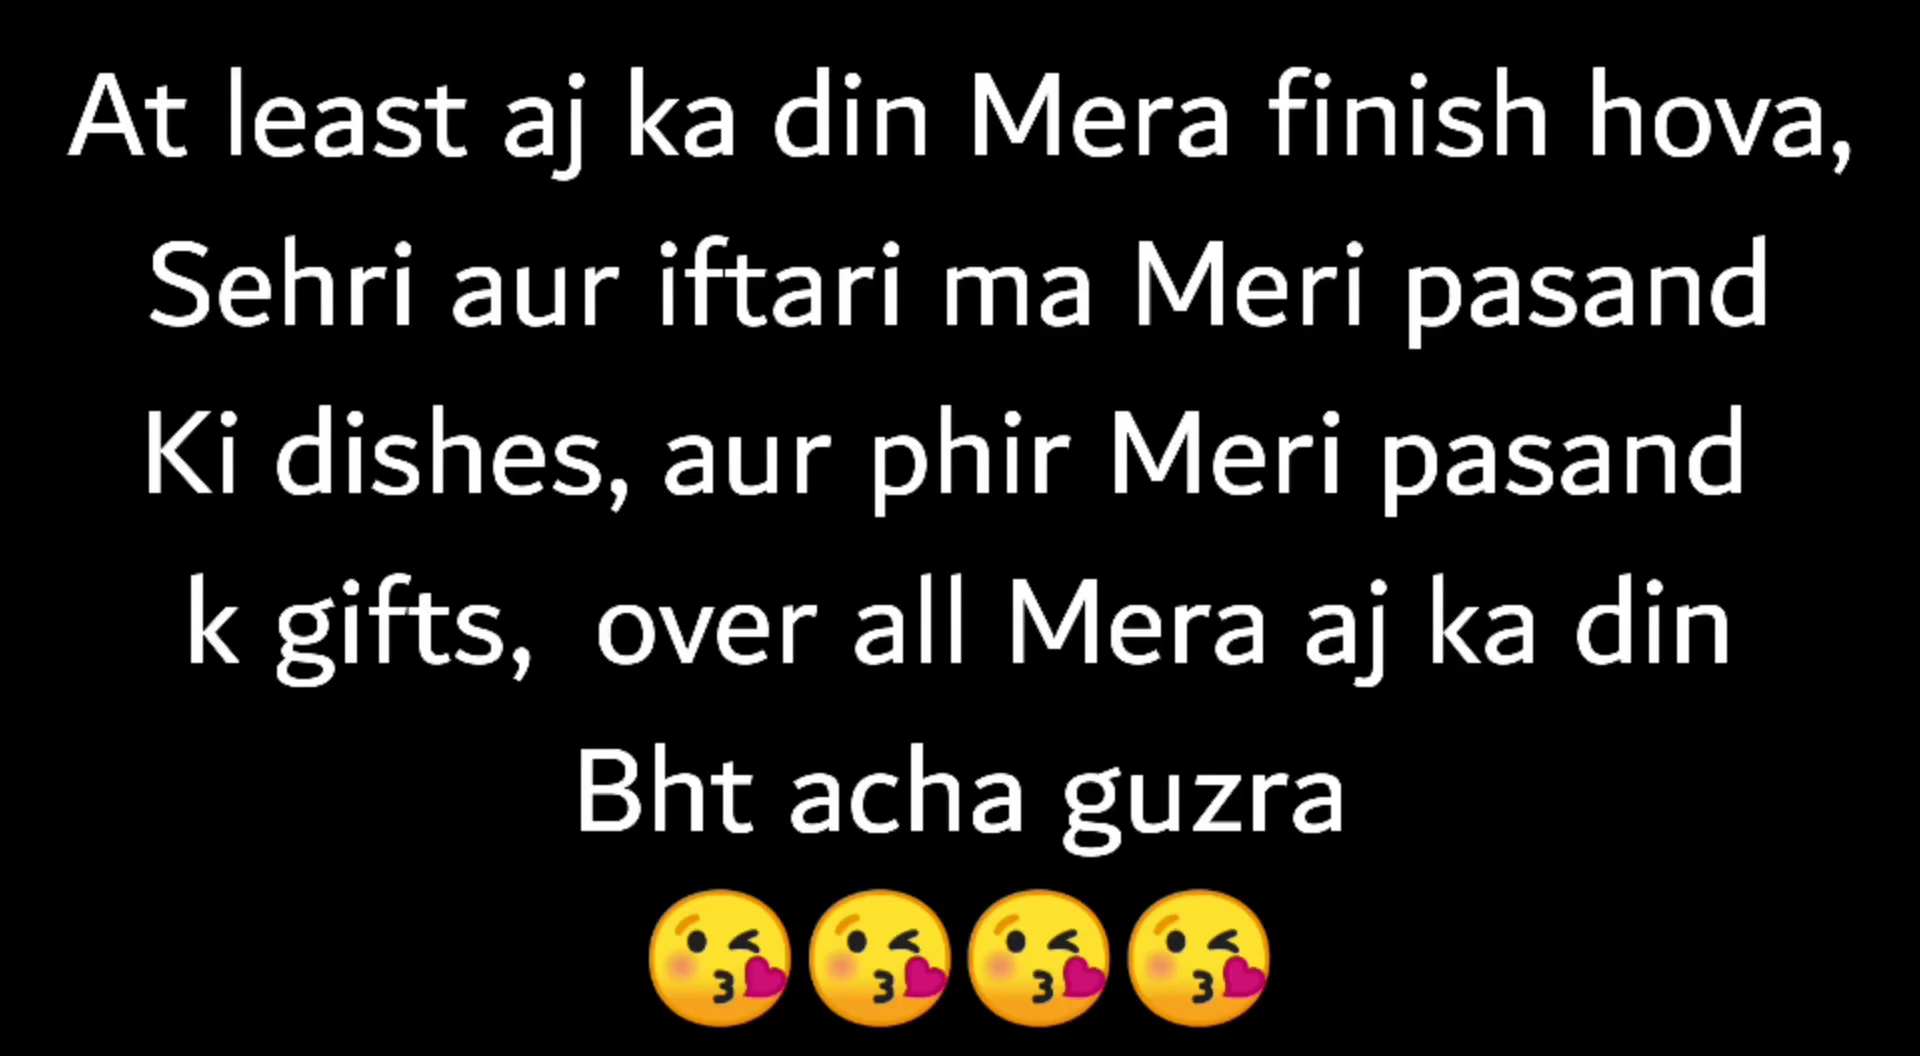 At least aj ka din Mera finish hova,
Sehri aur iftari ma Meri pasand
Ki dishes, aur phir Meri pasand
k gifts,  over all Mera aj ka din
Bht acha guzra
😘😘😘😘